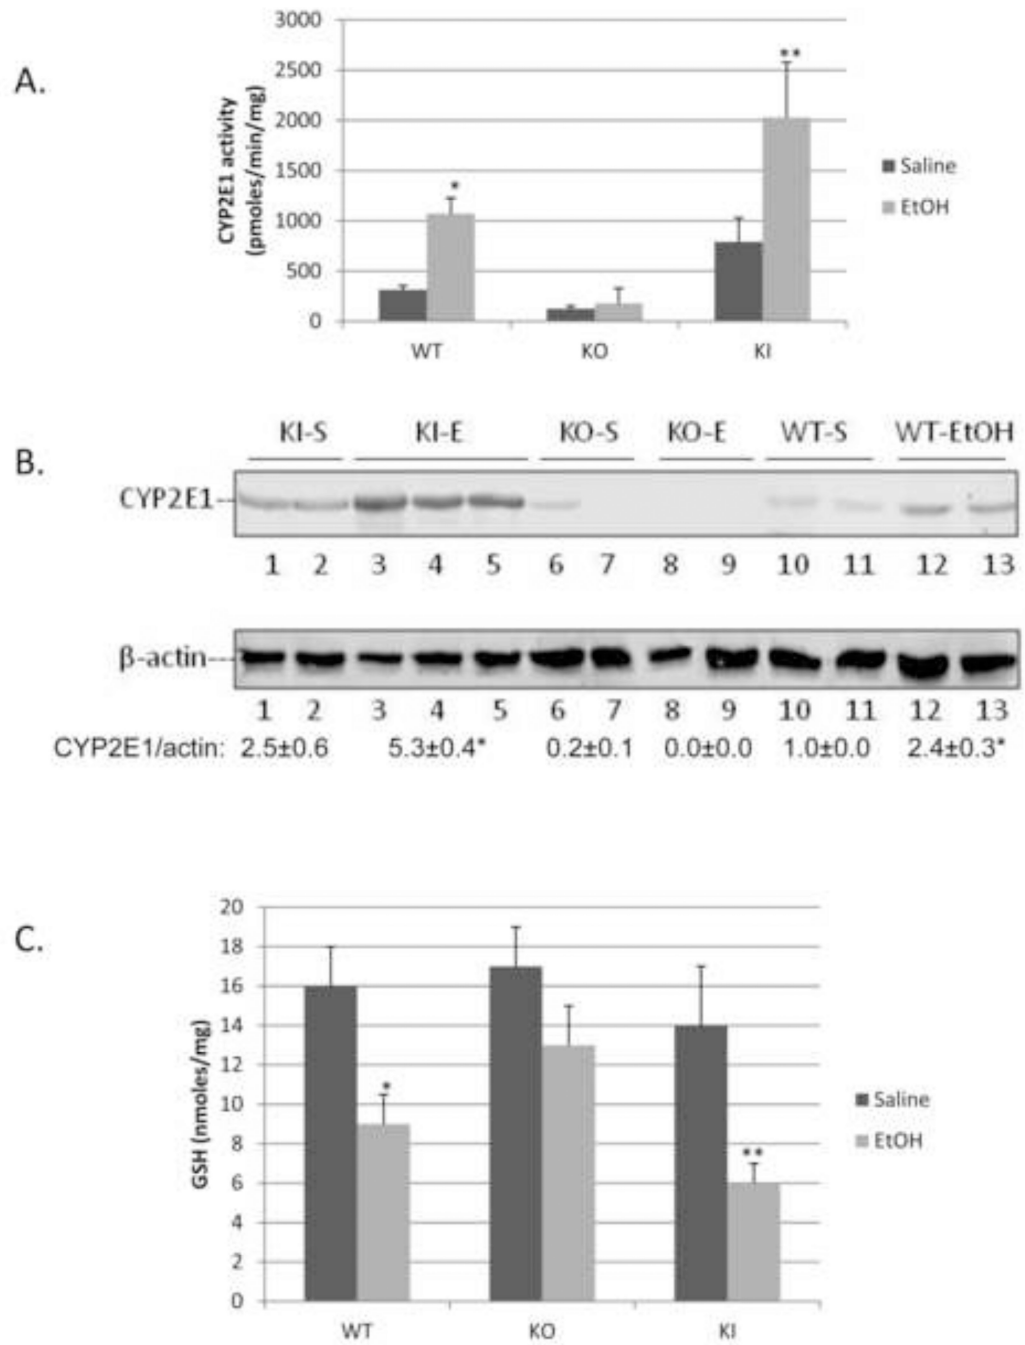 A.
3000
2500
2000
1500
1000
500
0
CYP2E1 activity
(pmoles/min/mg)
*
**
WT KO KI
Saline
EtOH
B.
KI-S KI-E KO-S KO-E WT-S WT-EtOH
CYP2E1--
1 2 3 4 5 6 7 8 9 10 11 12 13
β-actin---
1 2 3 4 5 6 7 8 9 10 11 12 13
CYP2E1/actin: 2.5±0.6 5.3±0.4* 0.2±0.1 0.0±0.0 1.0±0.0 2.4±0.3*
C.
20
18
16
14
12
10
8
6
4
2
0
GSH (nmoles/mg)
*
**
WT KO KI
Saline
EtOH